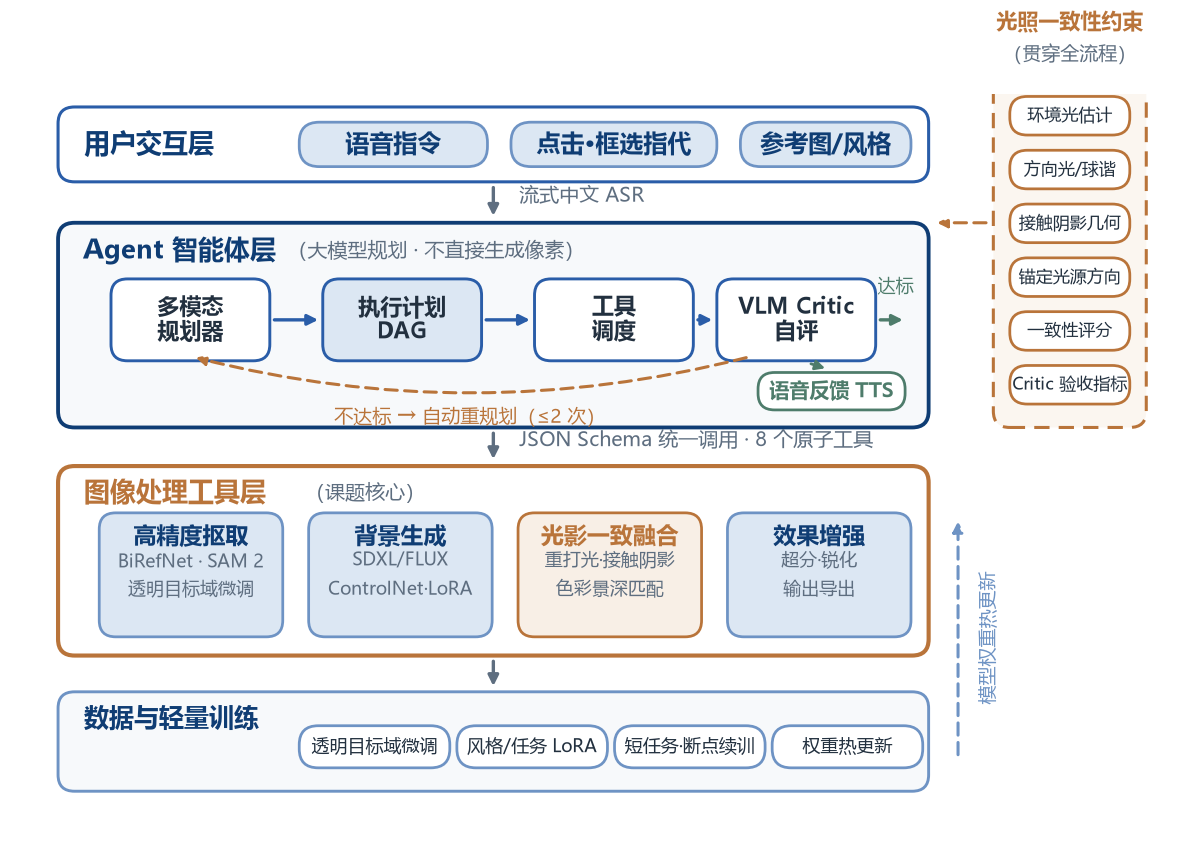 光照一致性约束
(贯穿全流程)
环境光估计
方向光/球谐
接触阴影几何
锚定光源方向
一致性评分
Critic 验收指标
用户交互层
语音指令
点击·框选指代
参考图/风格
流式中文 ASR
Agent 智能体层
(大模型规划 · 不直接生成像素)
多模态
规划器
执行计划
DAG
工具
调度
VLM Critic
自评
达标
语音反馈 TTS
不达标 → 自动重规划（≤2 次）
JSON Schema 统一调用 · 8 个原子工具
图像处理工具层
(课题核心)
高精度抠取
BiRefNet · SAM 2
透明目标域微调
背景生成
SDXL/FLUX
ControlNet·LoRA
光影一致融合
重打光·接触阴影
色彩景深匹配
效果增强
超分·锐化
输出导出
模型权重热更新
数据与轻量训练
透明目标域微调
风格/任务 LoRA
短任务·断点续训
权重热更新